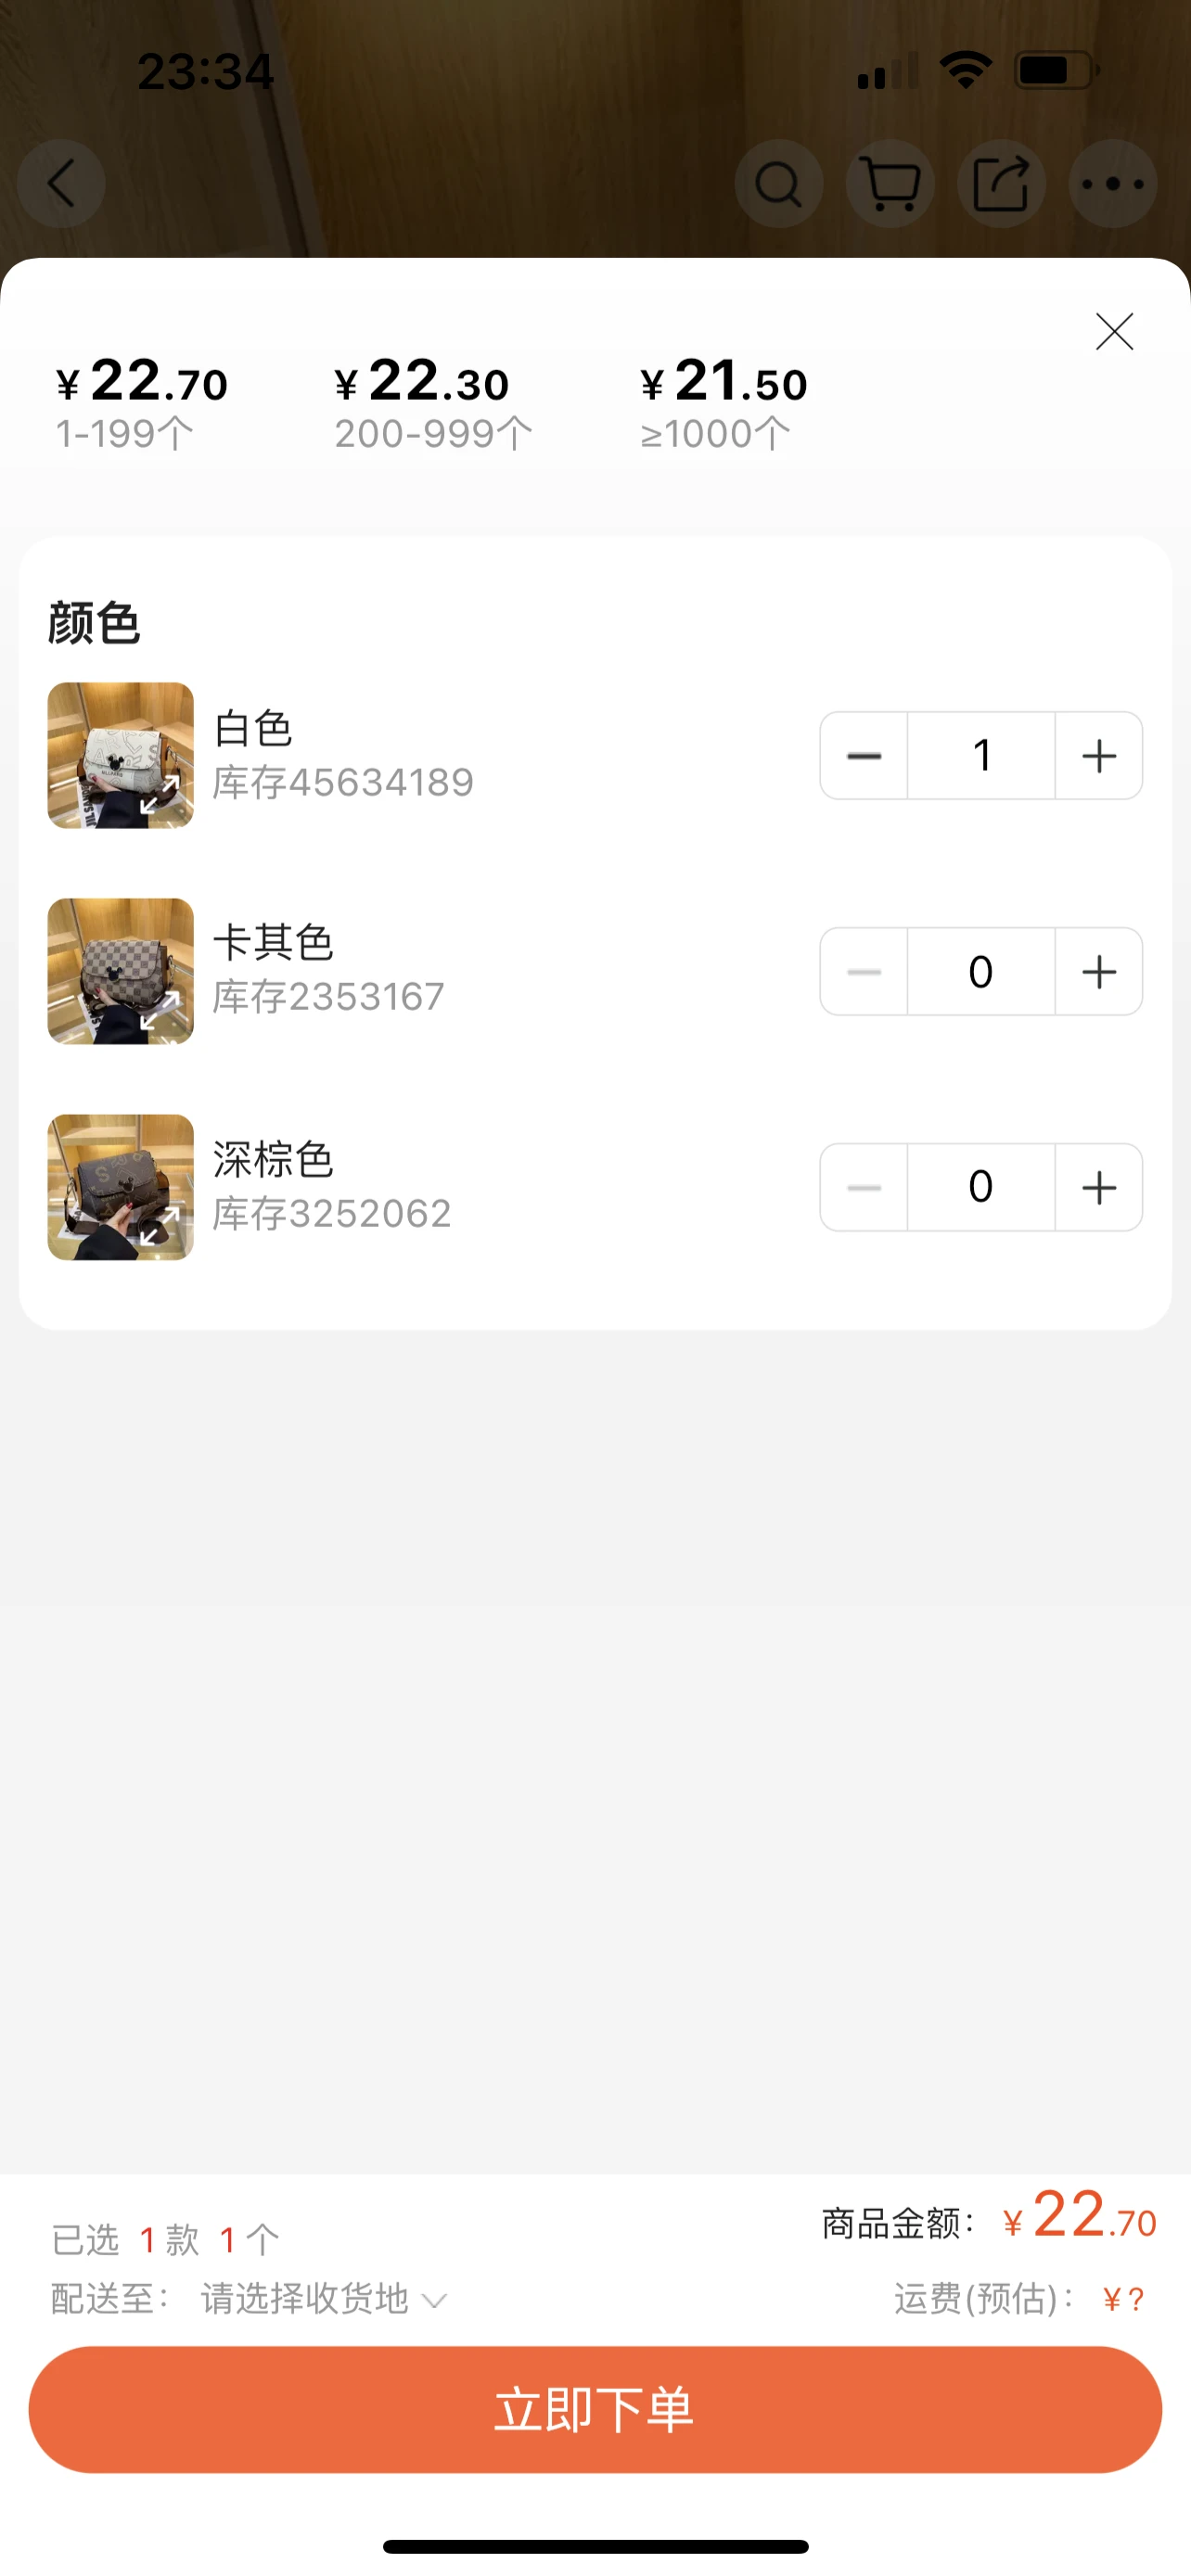 23:34
¥22.70 ¥22.30 ¥21.50
1-199个 200-999个 ≥1000个
颜色
白色
库存45634189
1
卡其色
库存2353167
0
深棕色
库存3252062
0
已选 1 款 1 个
商品金额: ¥22.70
配送至: 请选择收货地
运费(预估): ¥?
立即下单